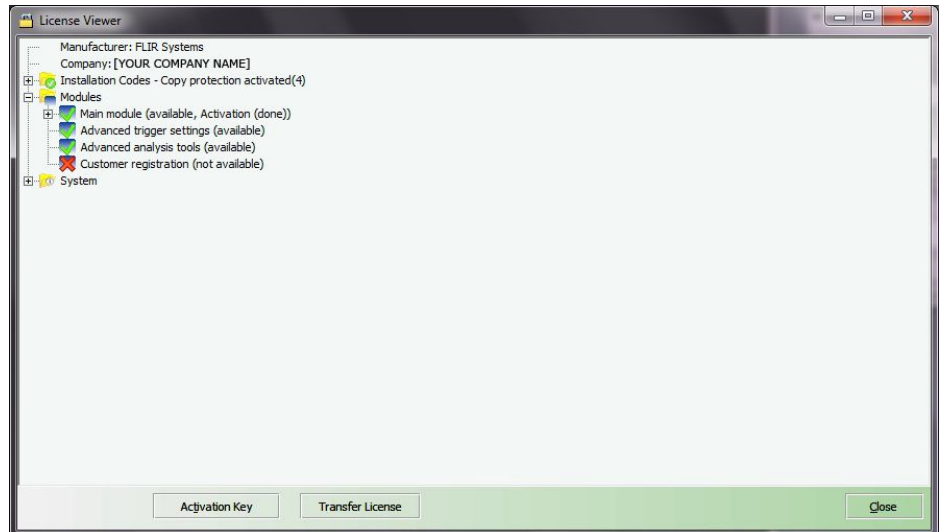 License Viewer
Manufacturer: FLIR Systems
Company: [YOUR COMPANY NAME]
Installation Codes - Copy protection activated(4)
Modules
Main module (available, Activation (done))
Advanced trigger settings (available)
Advanced analysis tools (available)
Customer registration (not available)
System
Activation Key
Transfer License
Close